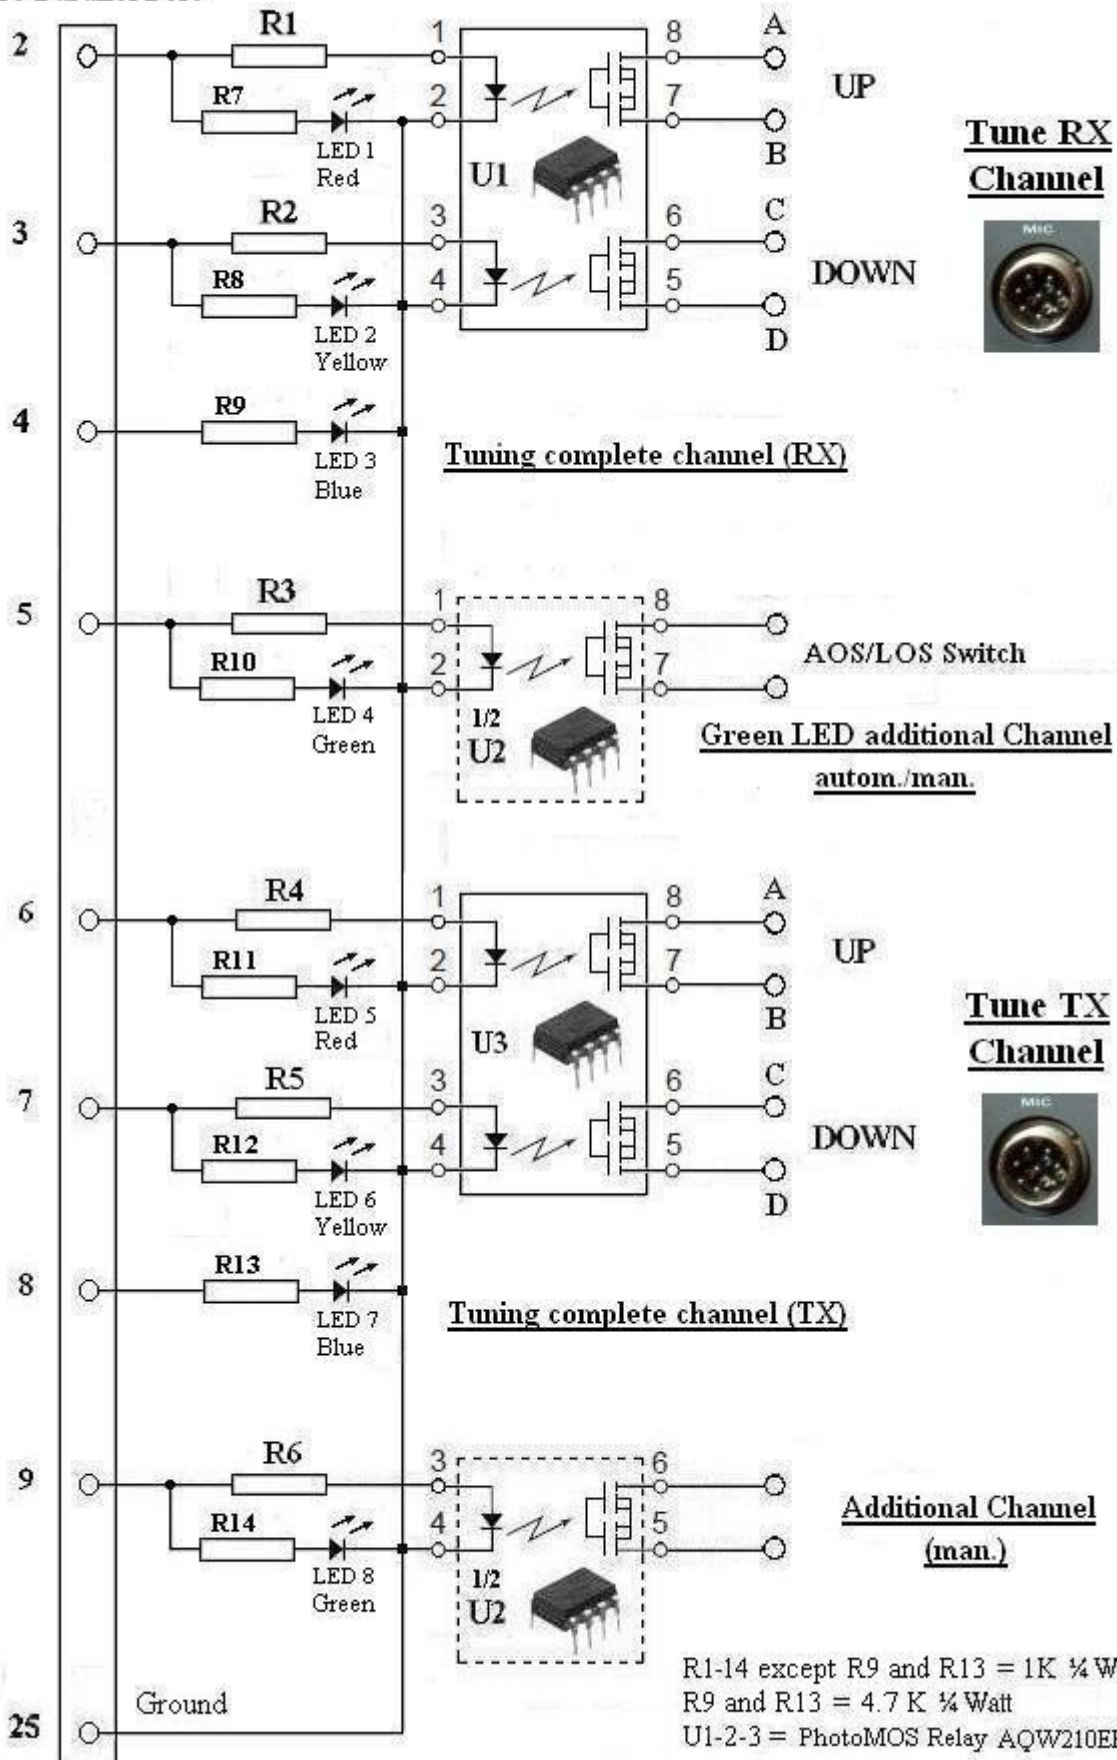 2
R1
1
8
A
R7
2
7
UP
LED 1
Red
U1
B
Tune RX
Channel
MIC
3
R2
3
6
C
R8
4
5
DOWN
LED 2
Yellow
D
4
R9
LED 3
Blue
Tuning complete channel (RX)
5
R3
1
8
R10
2
7
AOS/LOS Switch
LED 4
Green
1/2
U2
Green LED additional Channel
autom./man.
6
R4
1
8
A
R11
2
7
UP
LED 5
Red
U3
B
Tune TX
Channel
MIC
7
R5
3
6
C
R12
4
5
DOWN
LED 6
Yellow
D
8
R13
LED 7
Blue
Tuning complete channel (TX)
9
R6
3
6
R14
4
5
Additional Channel
(man.)
LED 8
Green
1/2
U2
R1-14 except R9 and R13 = 1K ¼ W
R9 and R13 = 4.7 K ¼ Watt
U1-2-3 = PhotoMOS Relay
25
Ground